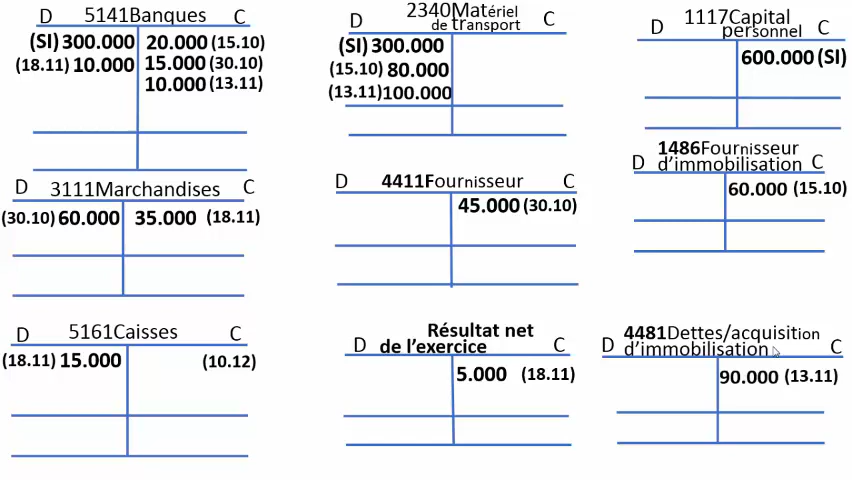 D 5141Banques C
(SI) 300.000 20.000 (15.10)
(18.11) 10.000 15.000 (30.10)
10.000 (13.11)
D 2340Matériel de transport C
(SI) 300.000
(15.10) 80.000
(13.11) 100.000
D 1117Capital personnel C
600.000 (SI)
D 3111Marchandises C
(30.10) 60.000 35.000 (18.11)
D 4411Fournisseur C
45.000 (30.10)
D 1486Fournisseur d'immobilisation C
60.000 (15.10)
D 5161Caisses C
(18.11) 15.000 (10.12)
D Résultat net de l'exercice C
5.000 (18.11)
D 4481Dettes/acquisition d'immobilisation C
90.000 (13.11)